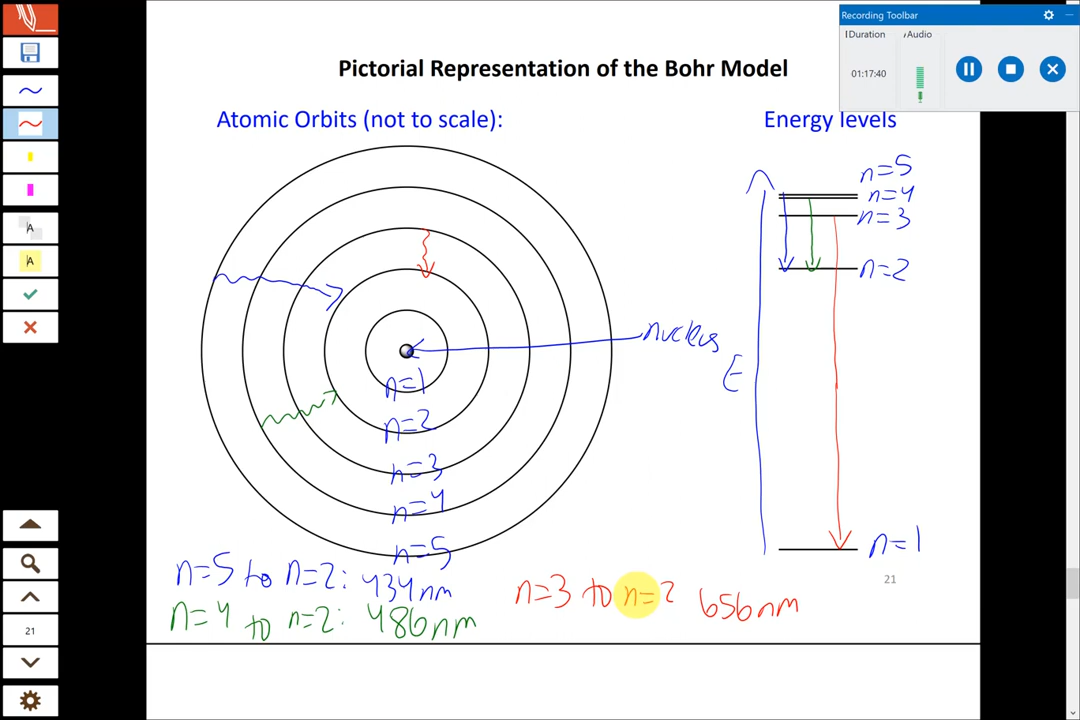 Recording Toolbar
Duration
Audio
01:17:40
Pictorial Representation of the Bohr Model
Atomic Orbits (not to scale):
Energy levels
n=5
n=4
n=3
n=2
nucleus
E
n=1
n=1
n=2
n=3
n=4
n=5
n=5 to n=2: 434nm
n=4 to n=2: 486nm
n=3 to n=2 656nm
21
A
A
21